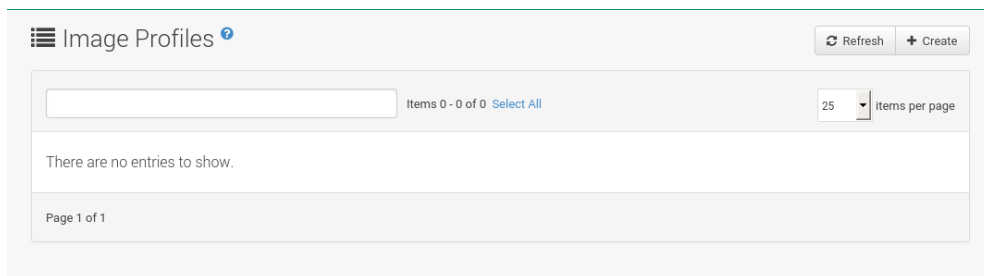 Image Profiles ?
Refresh
Create
Items 0 - 0 of 0 Select All
25 items per page
There are no entries to show.
Page 1 of 1